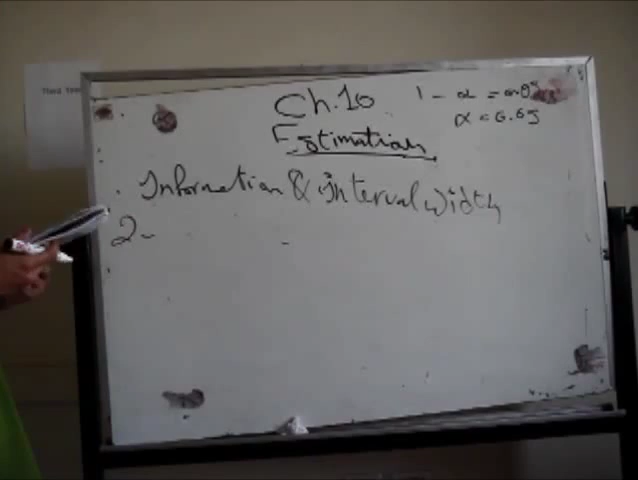 Ch.10
1 - α = 0.95
α = 0.05
Estimation
. Information & interval width
2-